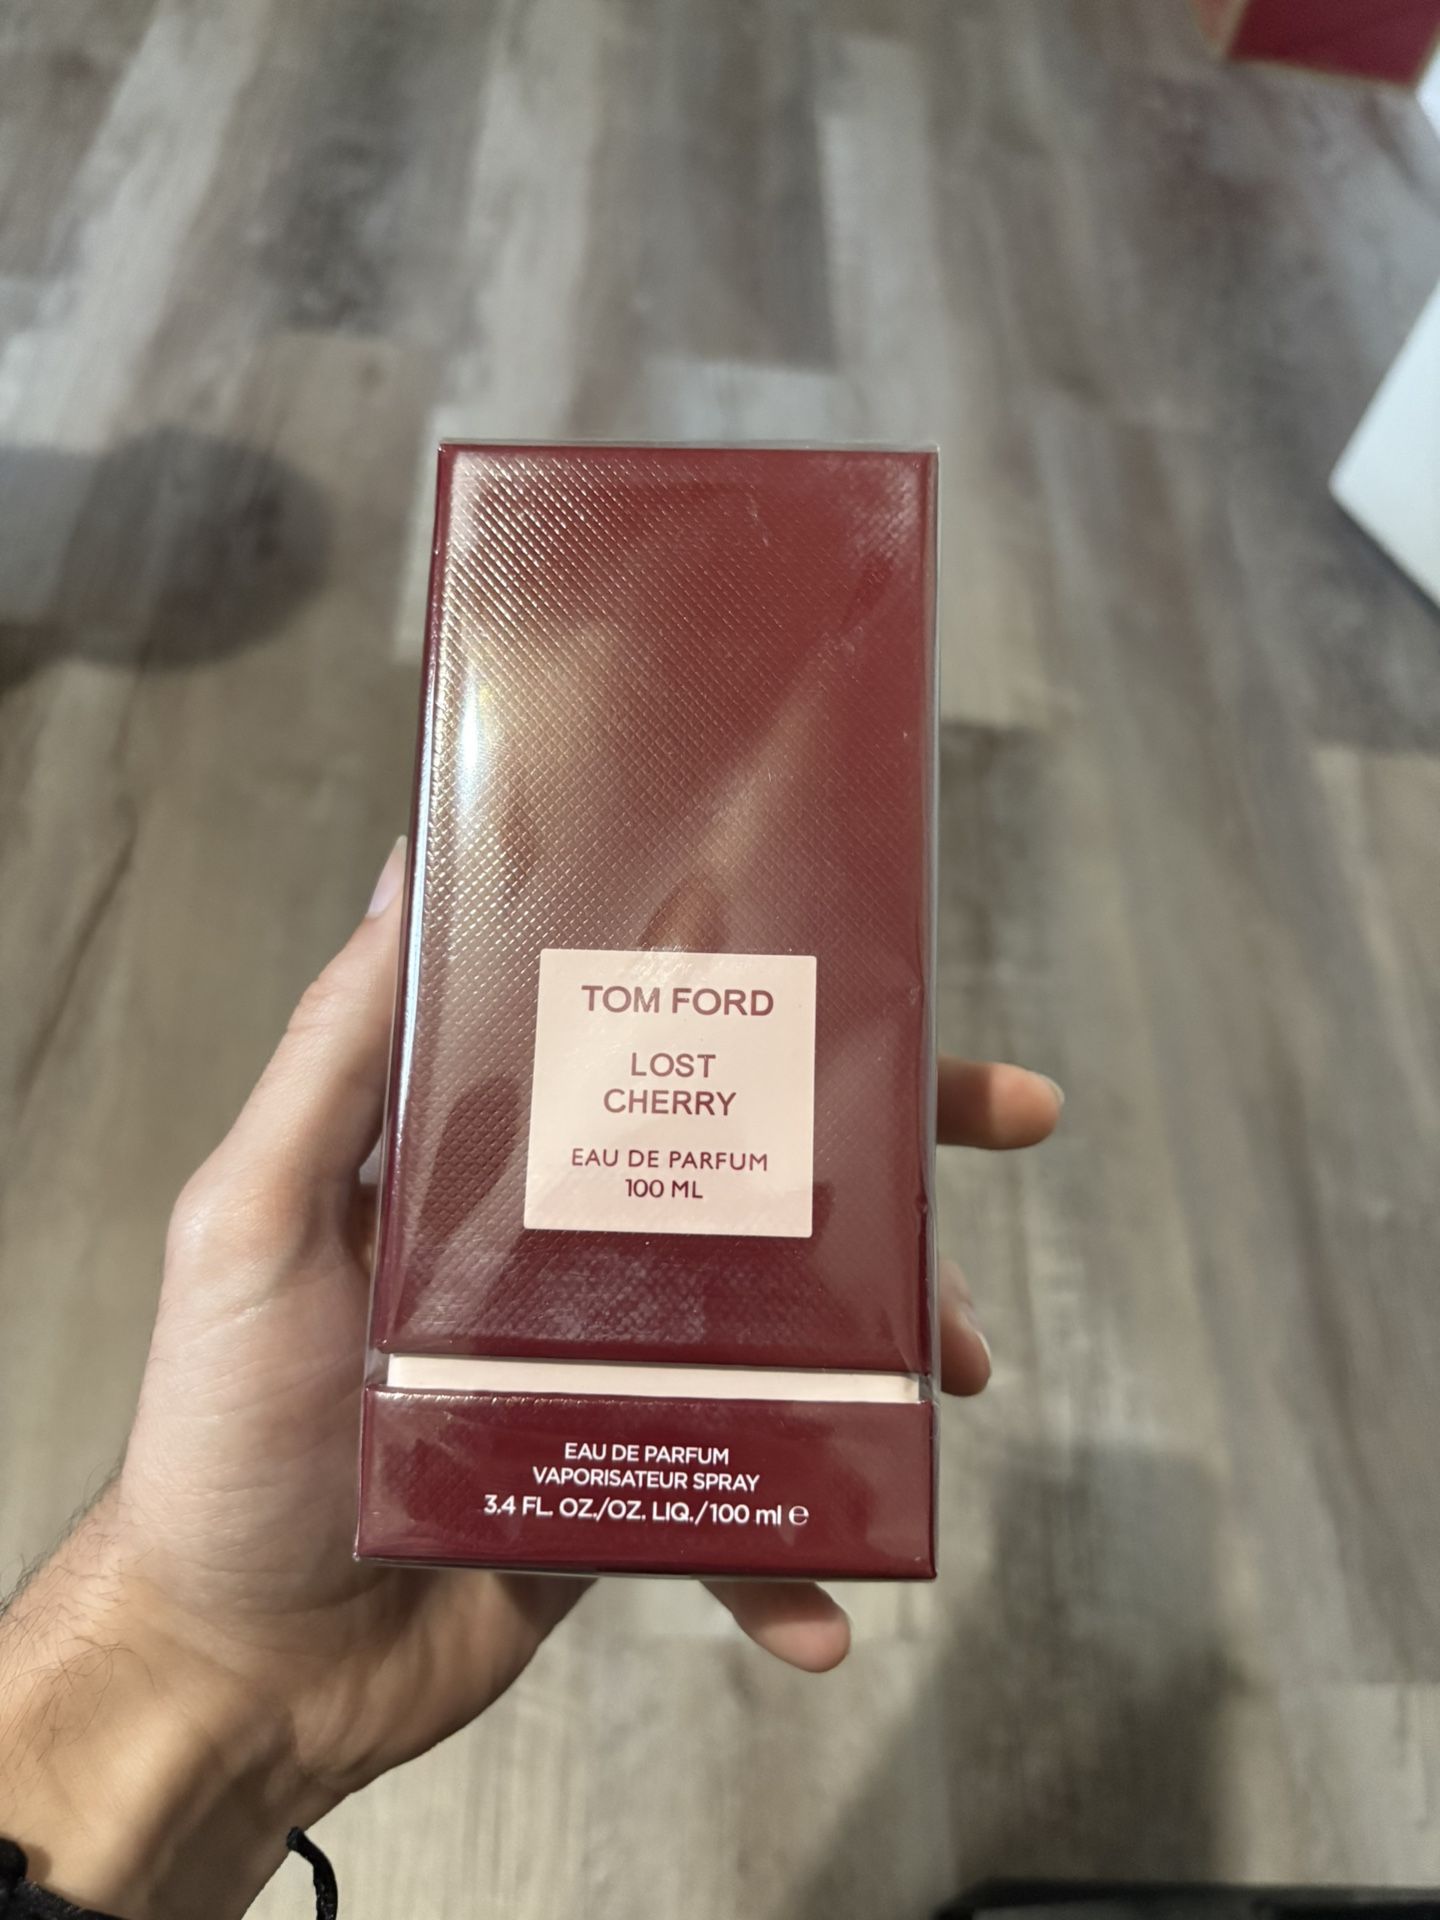 TOM FORD
LOST
CHERRY
EAU DE PARFUM
100 ML
EAU DE PARFUM
VAPORISATEUR SPRAY
3.4 FL. OZ./OZ. LIQ./100 ml ℮